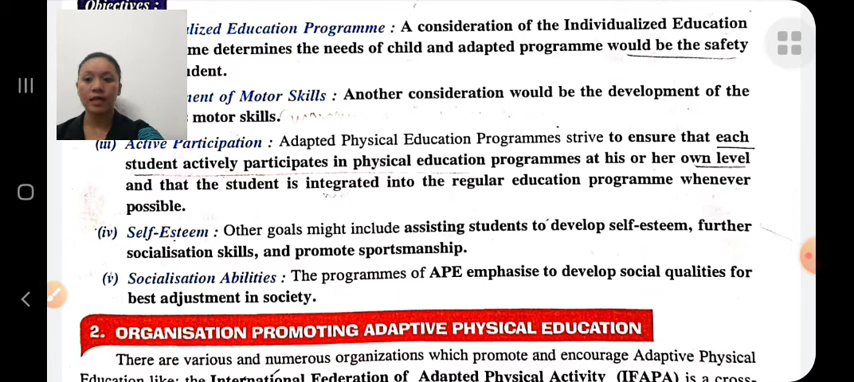 Objectives :
lized Education Programme : A consideration of the Individualized Education
me determines the needs of child and adapted programme would be the safety
udent.
ent of Motor Skills : Another consideration would be the development of the
motor skills.
(iii) Active Participation : Adapted Physical Education Programmes strive to ensure that each
student actively participates in physical education programmes at his or her own level
and that the student is integrated into the regular education programme whenever
possible.
(iv) Self-Esteem : Other goals might include assisting students to develop self-esteem, further
socialisation skills, and promote sportsmanship.
(v) Socialisation Abilities : The programmes of APE emphasise to develop social qualities for
best adjustment in society.
2. ORGANISATION PROMOTING ADAPTIVE PHYSICAL EDUCATION
There are various and numerous organizations which promote and encourage Adaptive Physical
Education like: the International Federation of Adapted Physical Activity (IFAPA) is a cross-